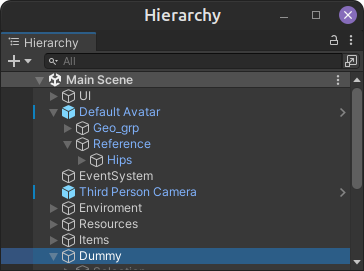 Hierarchy
Hierarchy
All
Main Scene
UI
Default Avatar
Geo_grp
Reference
Hips
EventSystem
Third Person Camera
Enviroment
Resources
Items
Dummy